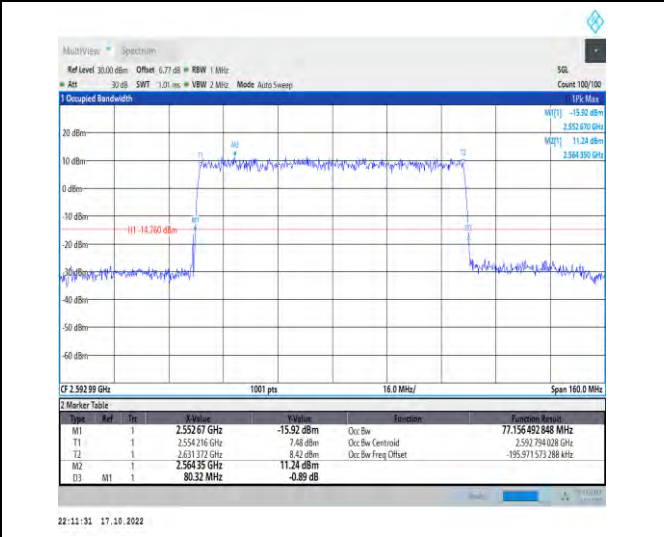 MultiView Spectrum
Ref Level 30.00 dBm Offset 6.77 dB RBW 1 MHz SGL
Att 30 dB SWT 1.01 ms VBW 2 MHz Mode Auto Sweep Count 100/100
1 Occupied Bandwidth 1Pk Max
M1[1] -15.92 dBm
2.552 670 GHz
M2[1] 11.24 dBm
2.564 350 GHz
20 dBm
M2
T1
T2
10 dBm
0 dBm
-10 dBm
M1
H1 -14.760 dBm
D3
-20 dBm
-30 dBm
-40 dBm
-50 dBm
-60 dBm
CF 2.592 99 GHz 1001 pts 16.0 MHz/ Span 160.0 MHz
2 Marker Table
Type Ref Trc X-Value Y-Value Function Function Result
M1 1 2.552 67 GHz -15.92 dBm Occ Bw 77.156 492 848 MHz
T1 1 2.554 216 GHz 7.48 dBm Occ Bw Centroid 2.592 794 028 GHz
T2 1 2.631 372 GHz 8.42 dBm Occ Bw Freq Offset -195.971 573 288 kHz
M2 1 2.564 35 GHz 11.24 dBm
D3 M1 1 80.32 MHz -0.89 dB
22:11:31 17.10.2022